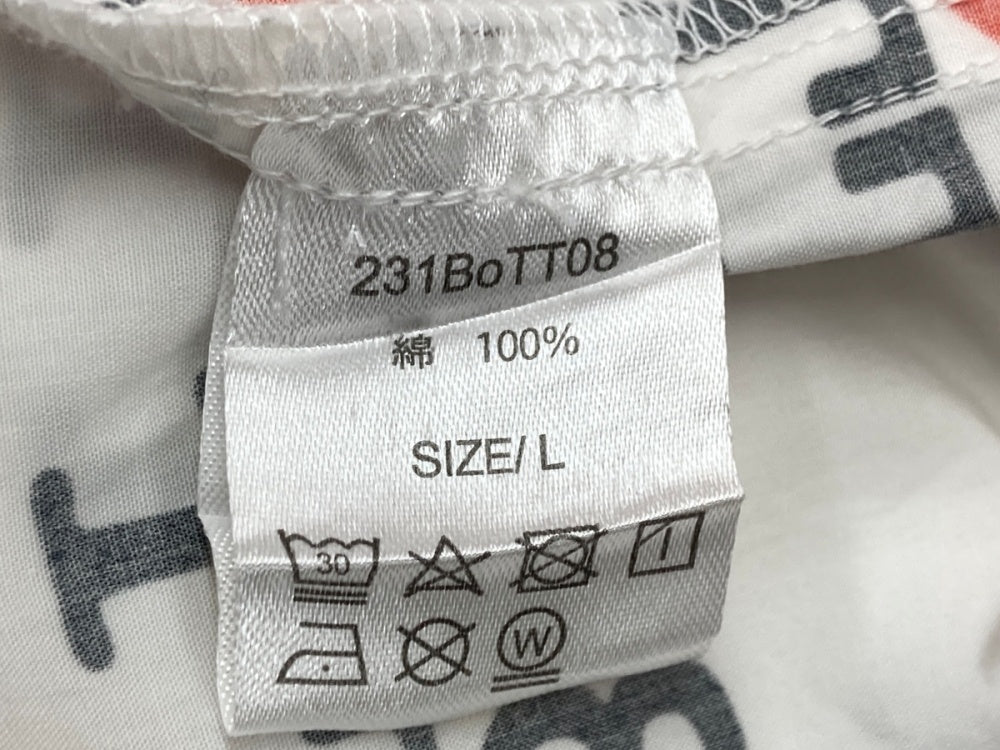 231BoTT08
綿 100%
SIZE/ L
30
W